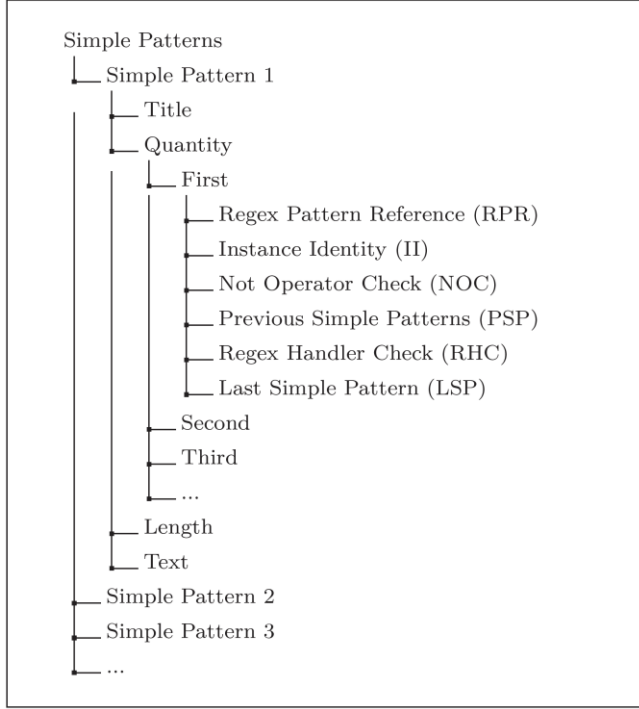 Simple Patterns
Simple Pattern 1
Title
Quantity
First
Regex Pattern Reference (RPR)
Instance Identity (II)
Not Operator Check (NOC)
Previous Simple Patterns (PSP)
Regex Handler Check (RHC)
Last Simple Pattern (LSP)
Second
Third
...
Length
Text
Simple Pattern 2
Simple Pattern 3
...